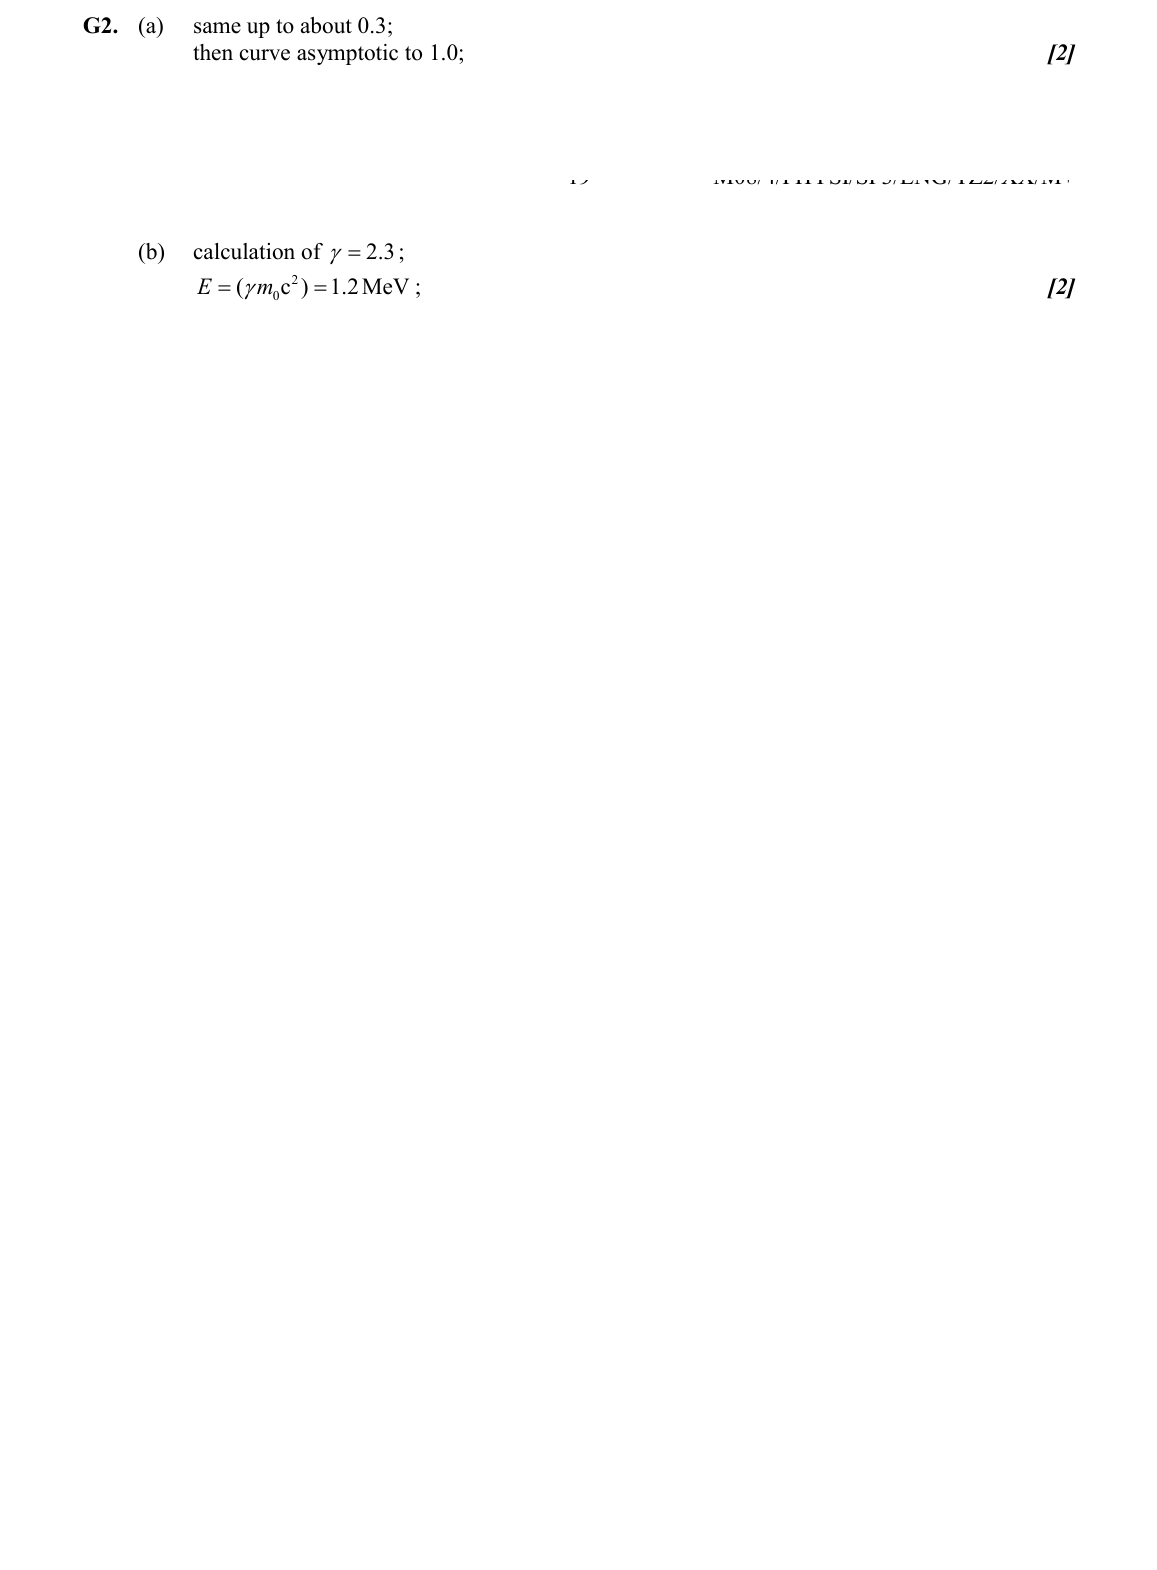 G2. (a) same up to about 0.3;
then curve asymptotic to 1.0; [2]
(b) calculation of γ = 2.3 ;
E = (γm₀c²) = 1.2 MeV ; [2]